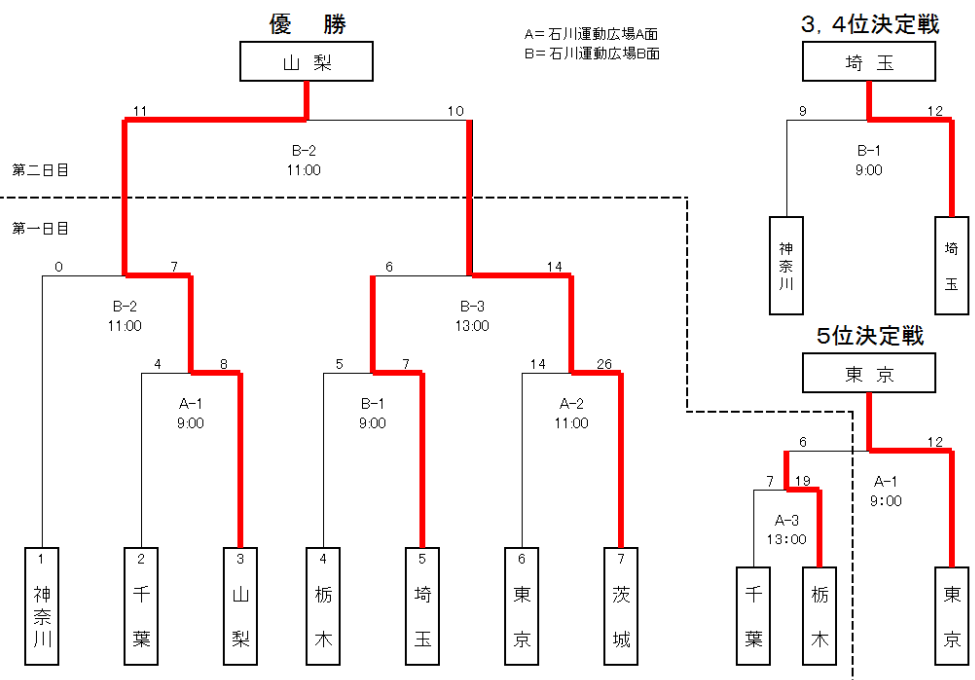 優 勝
山 梨
A=石川運動広場A面
B=石川運動広場B面
3, 4位決定戦
埼 玉
11
10
B-2
11:00
9
12
B-1
9:00
第二日目
第一日目
神奈川
埼玉
0
7
B-2
11:00
6
14
B-3
13:00
5位決定戦
東 京
4
8
A-1
9:00
5
7
B-1
9:00
14
26
A-2
11:00
6
12
A-1
9:00
7
19
A-3
13:00
1
神奈川
2
千葉
3
山梨
4
栃木
5
埼玉
6
東京
7
茨城
千葉
栃木
東京